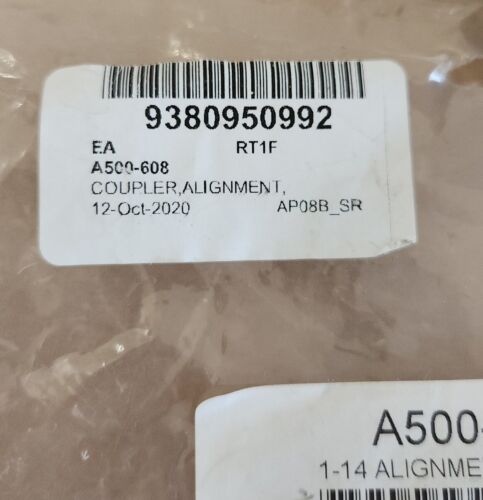 9380950992
EA RT1F
A500-608
COUPLER,ALIGNMENT,
12-Oct-2020 AP08B_SR
A500-
1-14 ALIGNME